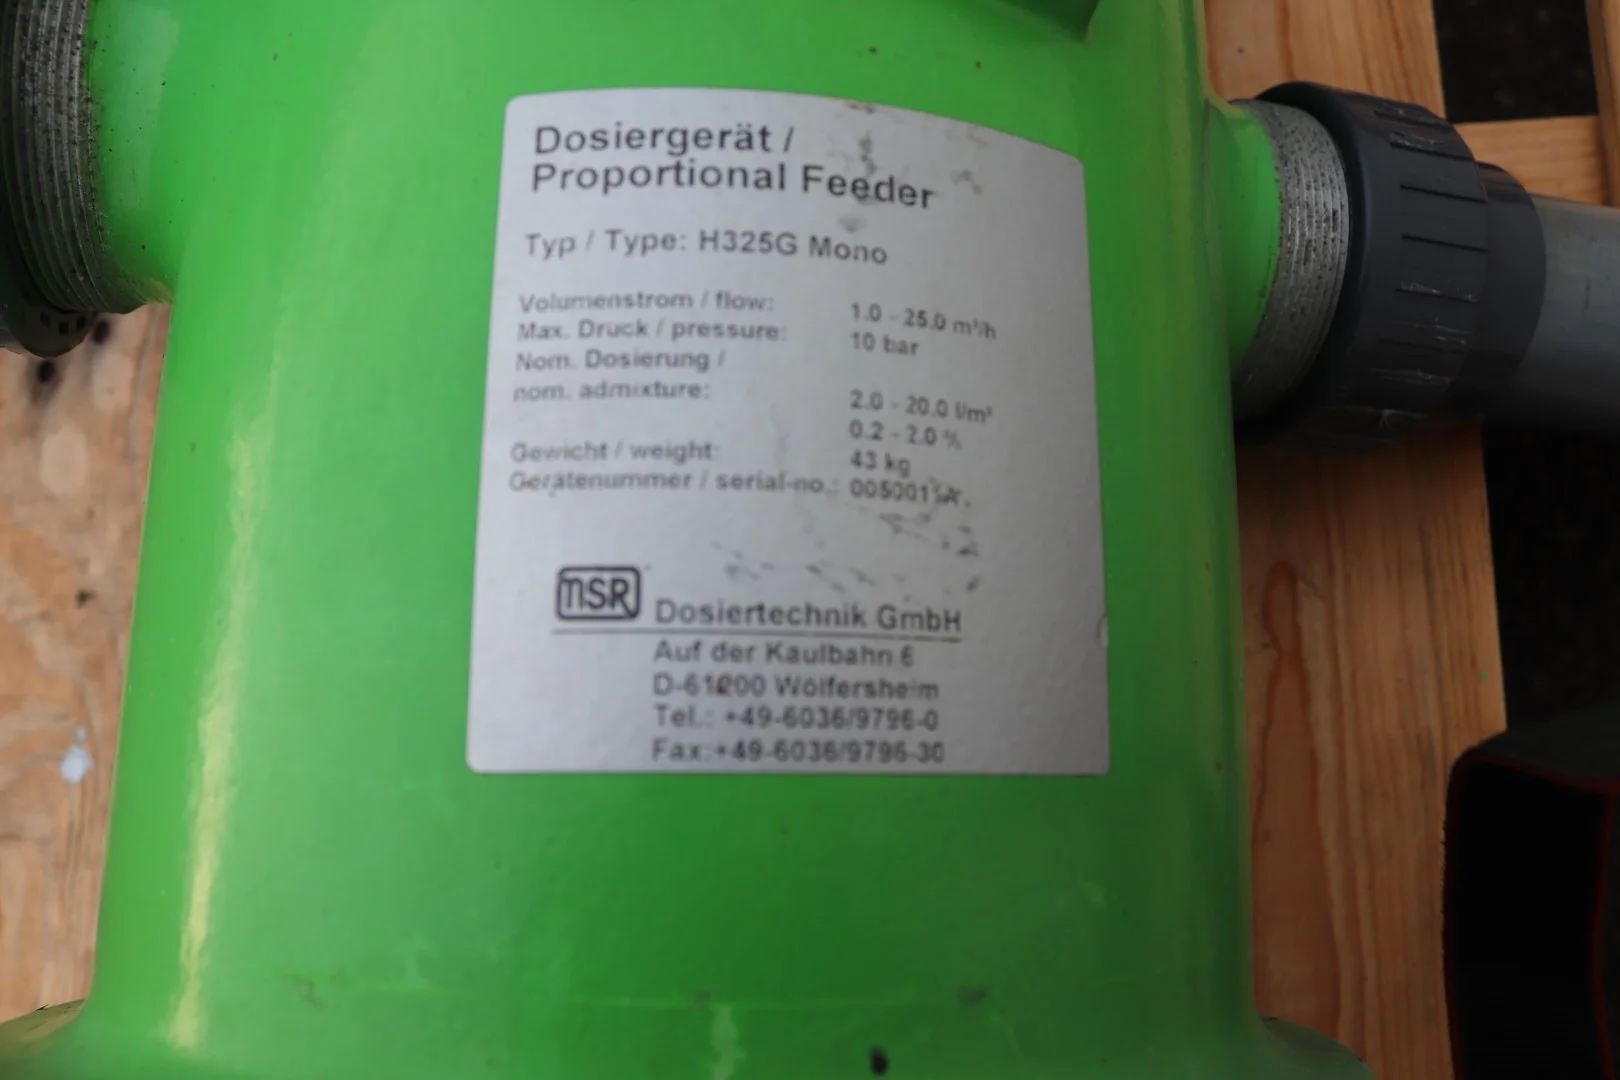 Dosiergerät /
Proportional Feeder
Typ / Type: H325G Mono
Volumenstrom / flow: 1.0 - 25.0 m³/h
Max. Druck / pressure: 10 bar
Nom. Dosierung /
nom. admixture: 2.0 - 20.0 l/m³
0.2 - 2.0 %
Gewicht / weight: 43 kg
Gerätenummer / serial-no.:
MSR Dosiertechnik GmbH
Auf der Kaulbahn 6
Wölfersheim
Tel.: +49-6036/9796-0
Fax:+49-6036/9796-30